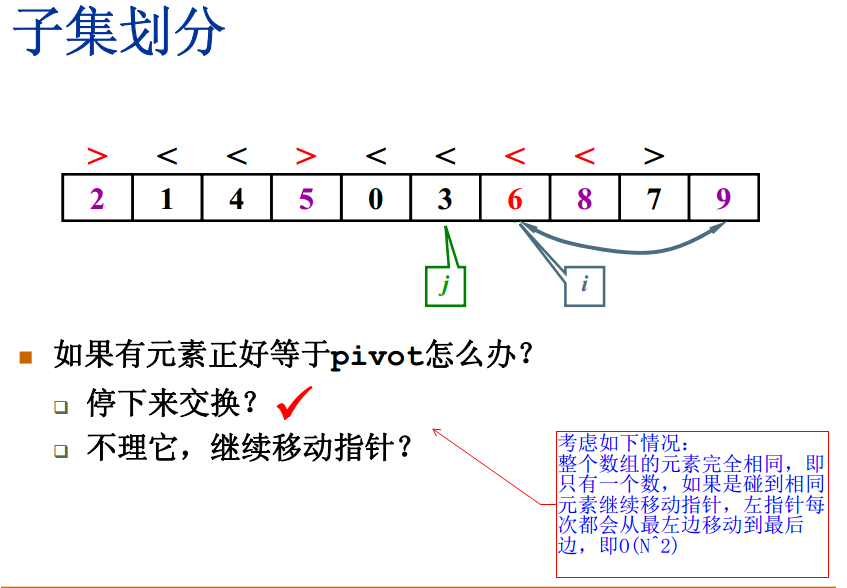 子集划分
> < < > < < < < >
2 1 4 5 0 3 6 8 7 9
j i
如果有元素正好等于pivot怎么办？
停下来交换？
不理它，继续移动指针？
考虑如下情况：
整个数组的元素完全相同，即
只有一个数，如果是碰到相同
元素继续移动指针，左指针每
次都会从最左边移动到最后
边，即O(N^2)